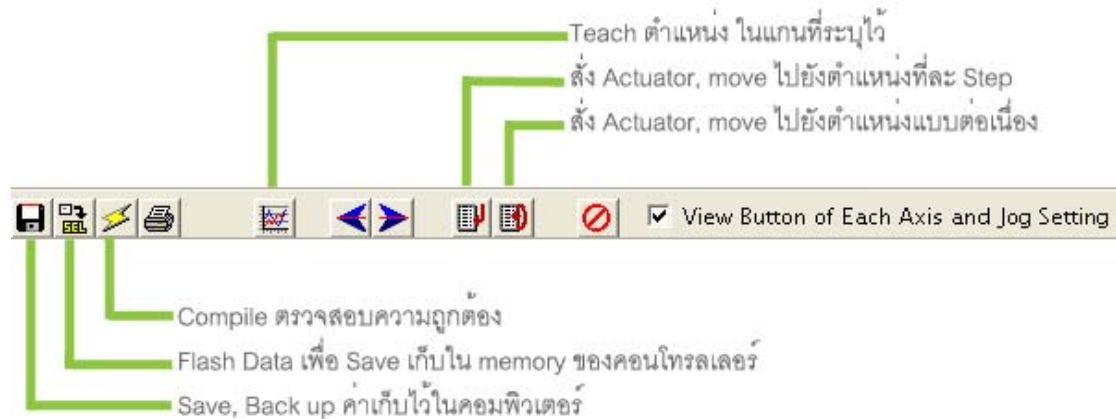 Teach ตำแหน่ง ในแกนที่ระบุไว้
สั่ง Actuator, move ไปยังตำแหน่งที่ละ Step
สั่ง Actuator, move ไปยังตำแหน่งแบบต่อเนื่อง
SEL
View Button of Each Axis and Jog Setting
Compile ตรวจสอบความถูกต้อง
Flash Data เพื่อ Save เก็บใน memory ของคอนโทรลเลอร์
Save, Back up ค่าเก็บไว้ในคอมพิวเตอร์